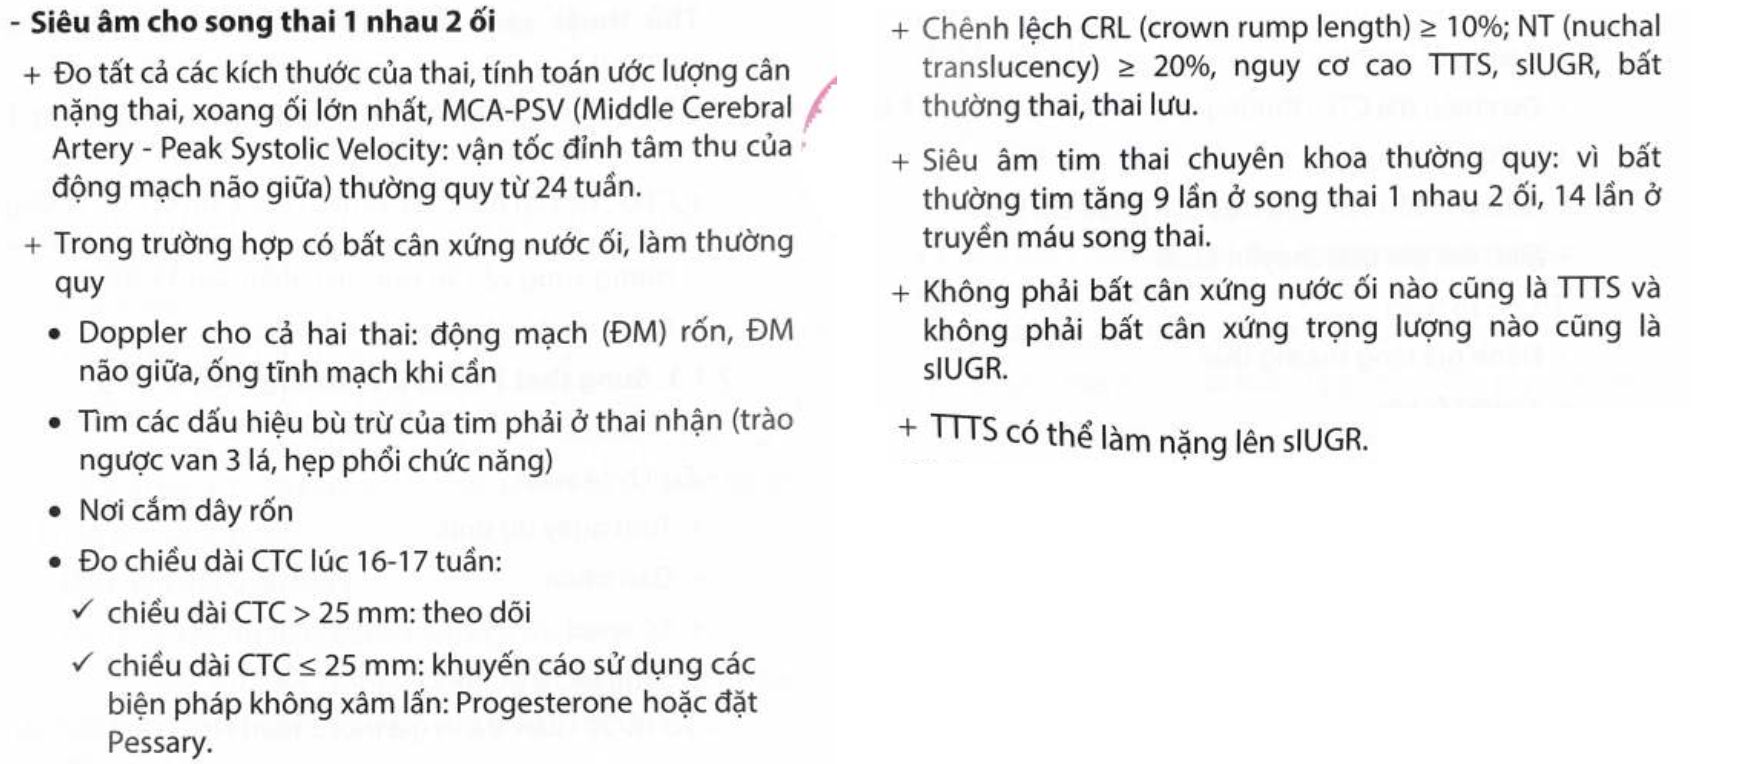 - Siêu âm cho song thai 1 nhau 2 ối
+ Đo tất cả các kích thước của thai, tính toán ước lượng cân
nặng thai, xoang ối lớn nhất, MCA-PSV (Middle Cerebral
Artery - Peak Systolic Velocity: vận tốc đỉnh tâm thu của
động mạch não giữa) thường quy từ 24 tuần.
+ Trong trường hợp có bất cân xứng nước ối, làm thường
quy
• Doppler cho cả hai thai: động mạch (ĐM) rốn, ĐM
não giữa, ống tĩnh mạch khi cần
• Tìm các dấu hiệu bù trừ của tim phải ở thai nhận (trào
ngược van 3 lá, hẹp phổi chức năng)
• Nơi cắm dây rốn
• Đo chiều dài CTC lúc 16-17 tuần:
✓ chiều dài CTC > 25 mm: theo dõi
✓ chiều dài CTC ≤ 25 mm: khuyến cáo sử dụng các
biện pháp không xâm lấn: Progesterone hoặc đặt
Pessary.
+ Chênh lệch CRL (crown rump length) ≥ 10%; NT (nuchal
translucency) ≥ 20%, nguy cơ cao TTTS, sIUGR, bất
thường thai, thai lưu.
+ Siêu âm tim thai chuyên khoa thường quy: vì bất
thường tim tăng 9 lần ở song thai 1 nhau 2 ối, 14 lần ở
truyền máu song thai.
+ Không phải bất cân xứng nước ối nào cũng là TTTS và
không phải bất cân xứng trọng lượng nào cũng là
sIUGR.
+ TTTS có thể làm nặng lên sIUGR.